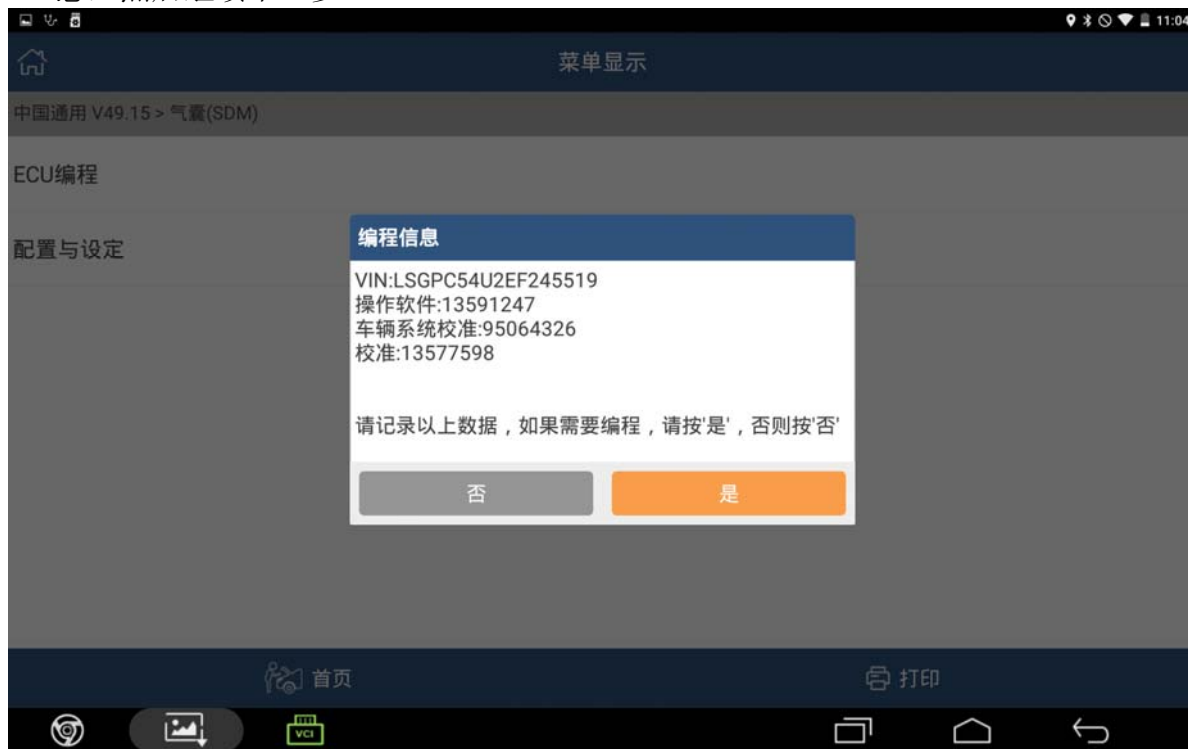 11:04
菜单显示
中国通用 V49.15 > 气囊(SDM)
ECU编程
配置与设定
编程信息
VIN:LSGPC54U2EF245519
操作软件:13591247
车辆系统校准:95064326
校准:13577598
请记录以上数据，如果需要编程，请按'是'，否则按'否'
否
是
首页
打印
VCI